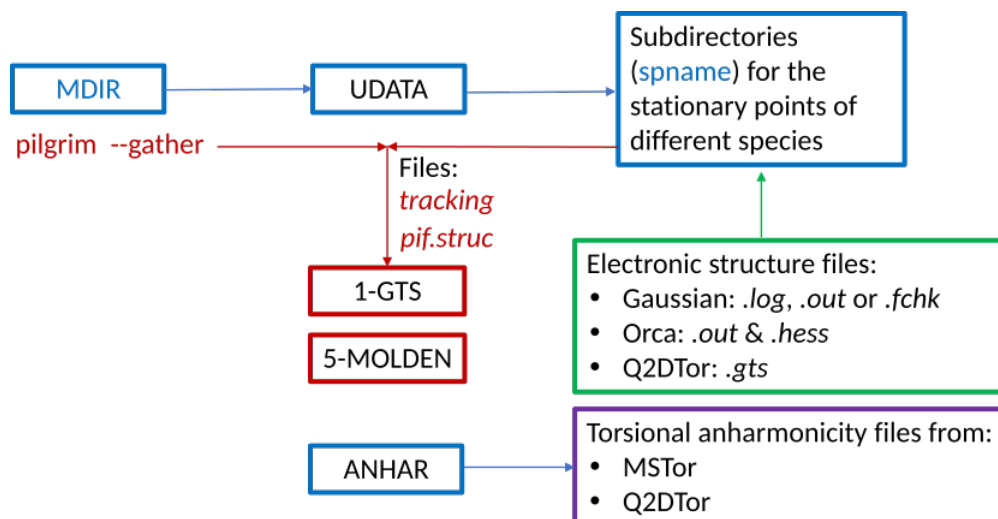 MDIR
UDATA
Subdirectories
(spname) for the
stationary points of
different species
pilgrim --gather
Files:
tracking
pif.struc
1-GTS
5-MOLDEN
Electronic structure files:
• Gaussian: .log, .out or .fchk
• Orca: .out & .hess
• Q2DTor: .gts
ANHAR
Torsional anharmonicity files from:
• MSTor
• Q2DTor